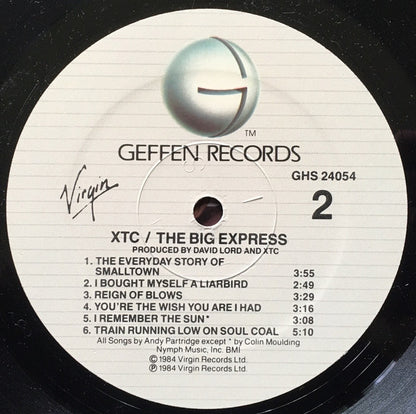 TM
GEFFEN RECORDS
GHS 24054
Virgin
2
XTC / THE BIG EXPRESS
PRODUCED BY DAVID LORD AND XTC
1. THE EVERYDAY STORY OF
SMALLTOWN 3:55
2. I BOUGHT MYSELF A LIARBIRD 2:49
3. REIGN OF BLOWS 3:29
4. YOU'RE THE WISH YOU ARE I HAD 3:16
5. I REMEMBER THE SUN* 3:08
6. TRAIN RUNNING LOW ON SOUL COAL 5:10
All Songs by Andy Partridge except * by Colin Moulding
Nymph Music, Inc. BMI
© 1984 Virgin Records Ltd.
℗ 1984 Virgin Records Ltd.